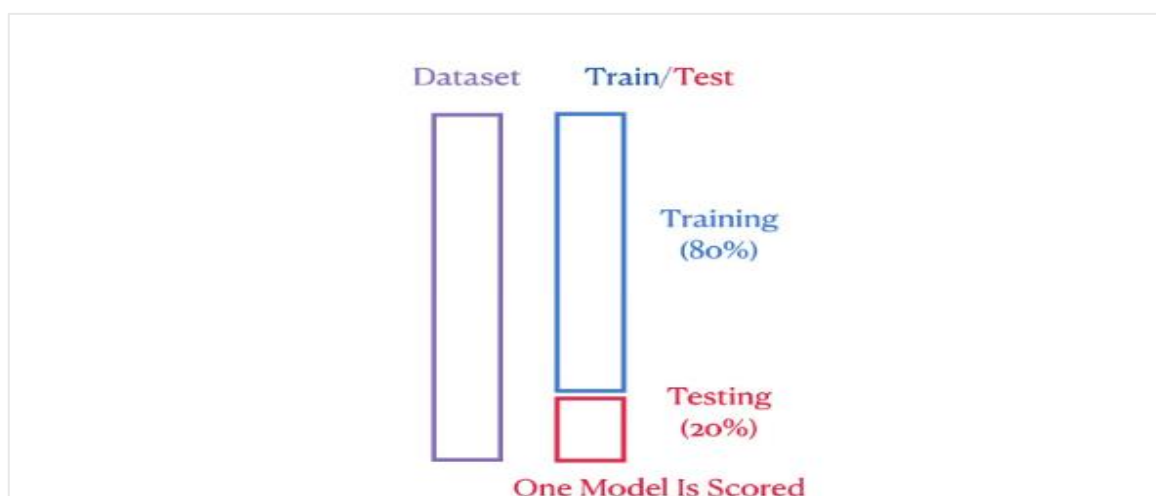 Dataset
Train/Test
Training
(80%)
Testing
(20%)
One Model Is Scored